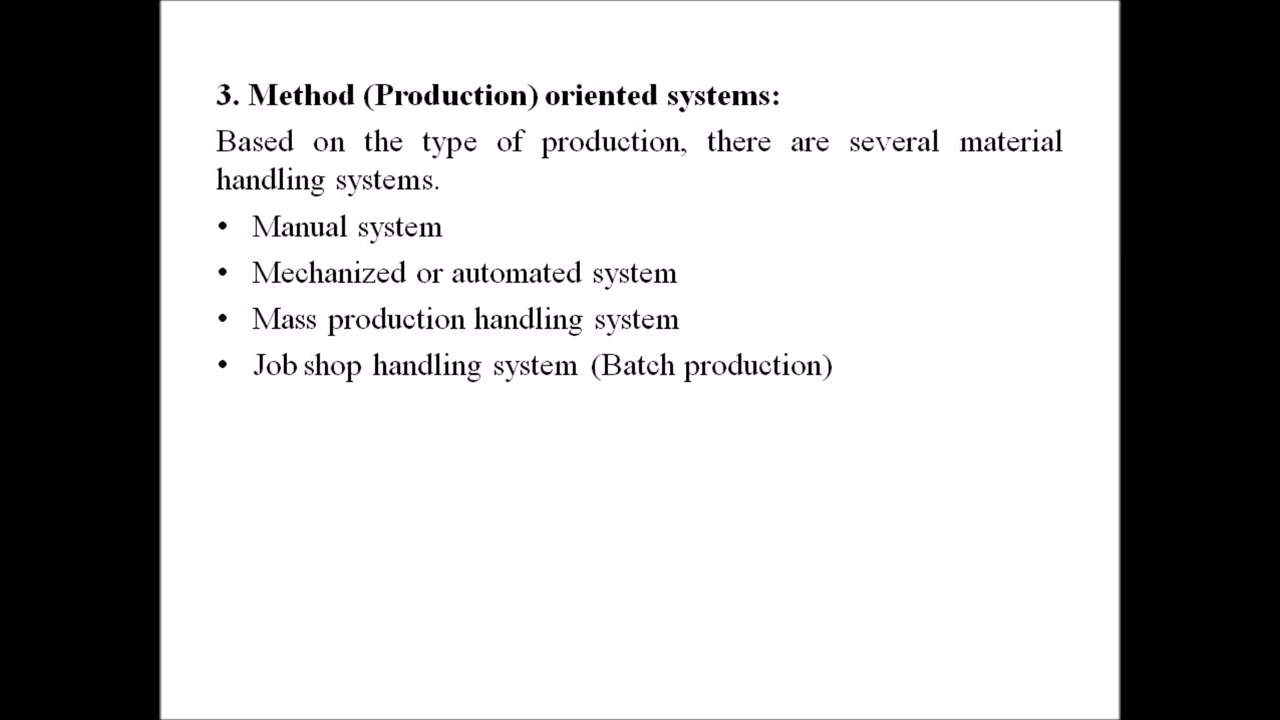 3. Method (Production) oriented systems:
Based on the type of production, there are several material
handling systems.
• Manual system
• Mechanized or automated system
• Mass production handling system
• Job shop handling system (Batch production)